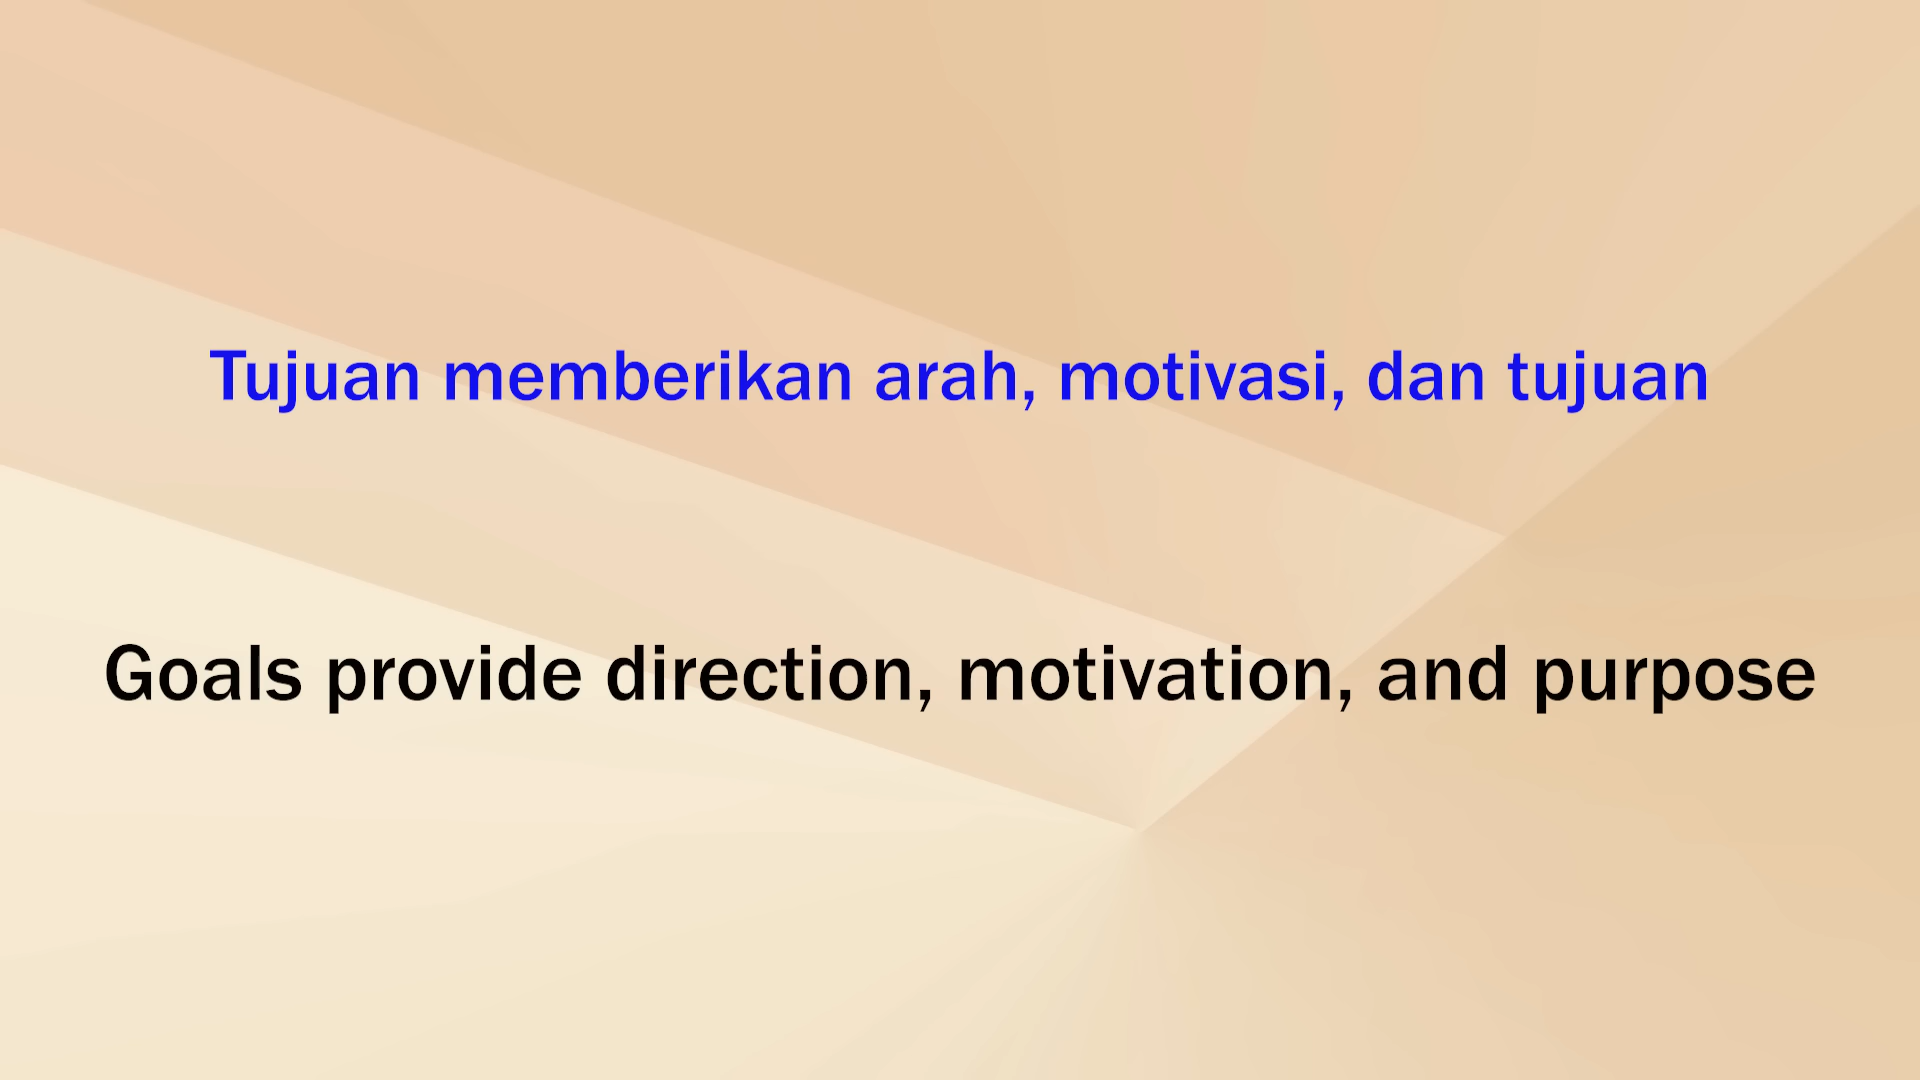 Tujuan memberikan arah, motivasi, dan tujuan
Goals provide direction, motivation, and purpose